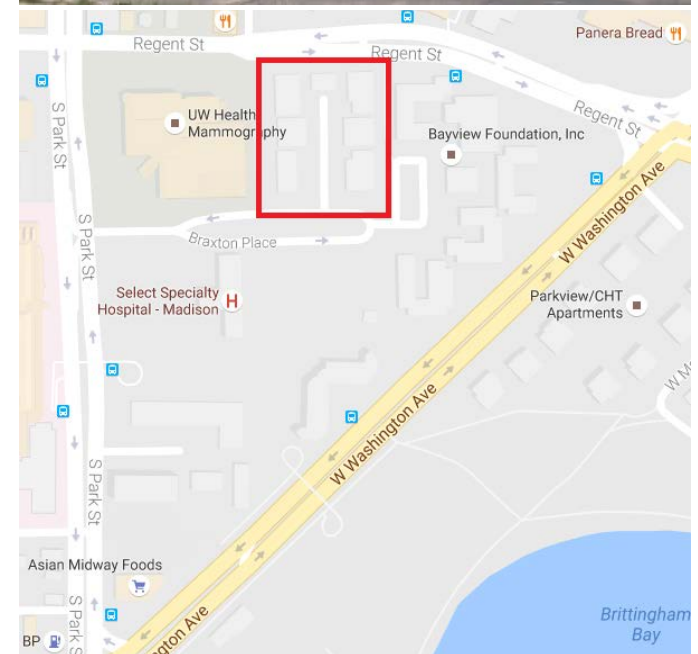 Regent St
Regent St
Panera Bread
S Park St
UW Health
Mammography
Bayview Foundation, Inc
Regent St
W Washington Ave
S Park St
Braxton Place
Select Specialty
Hospital - Madison
H
Parkview/CHT
Apartments
W Washington Ave
S Park St
Asian Midway Foods
S Park S
BP
gton Ave
Brittingham
Bay